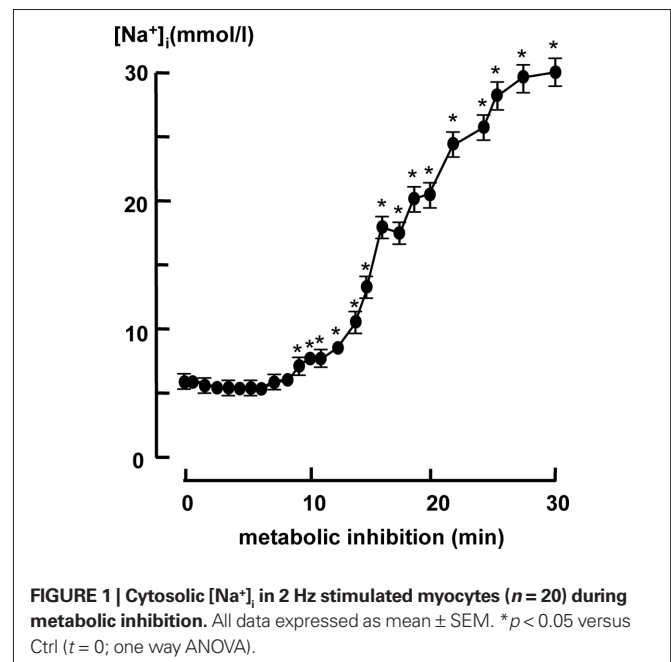 [Na⁺]ᵢ(mmol/l)
30
20
10
0
* * * * * * * * * * * * * * *
0 10 20 30
metabolic inhibition (min)
FIGURE 1 | Cytosolic [Na⁺]ᵢ in 2 Hz stimulated myocytes (n = 20) during
metabolic inhibition. All data expressed as mean ± SEM. *p < 0.05 versus
Ctrl (t = 0; one way ANOVA).